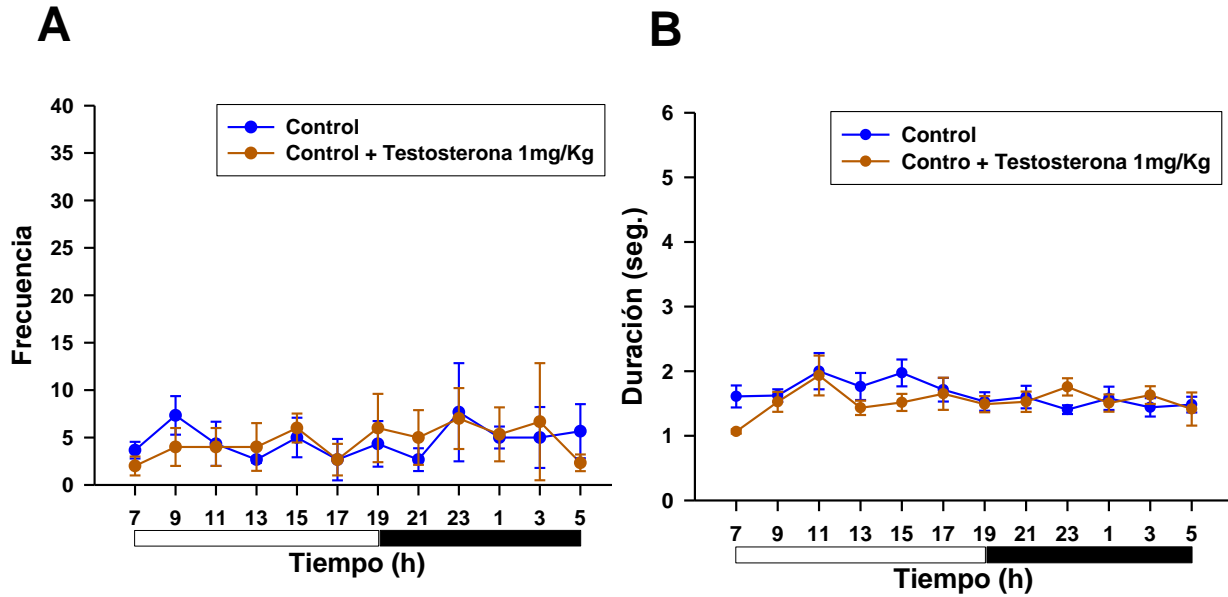 A
Control
Control + Testosterona 1mg/Kg
40
35
30
25
20
15
10
5
0
Frecuencia
7 9 11 13 15 17 19 21 23 1 3 5
Tiempo (h)
B
Control
Contro + Testosterona 1mg/Kg
6
5
4
3
2
1
0
Duración (seg.)
7 9 11 13 15 17 19 21 23 1 3 5
Tiempo (h)